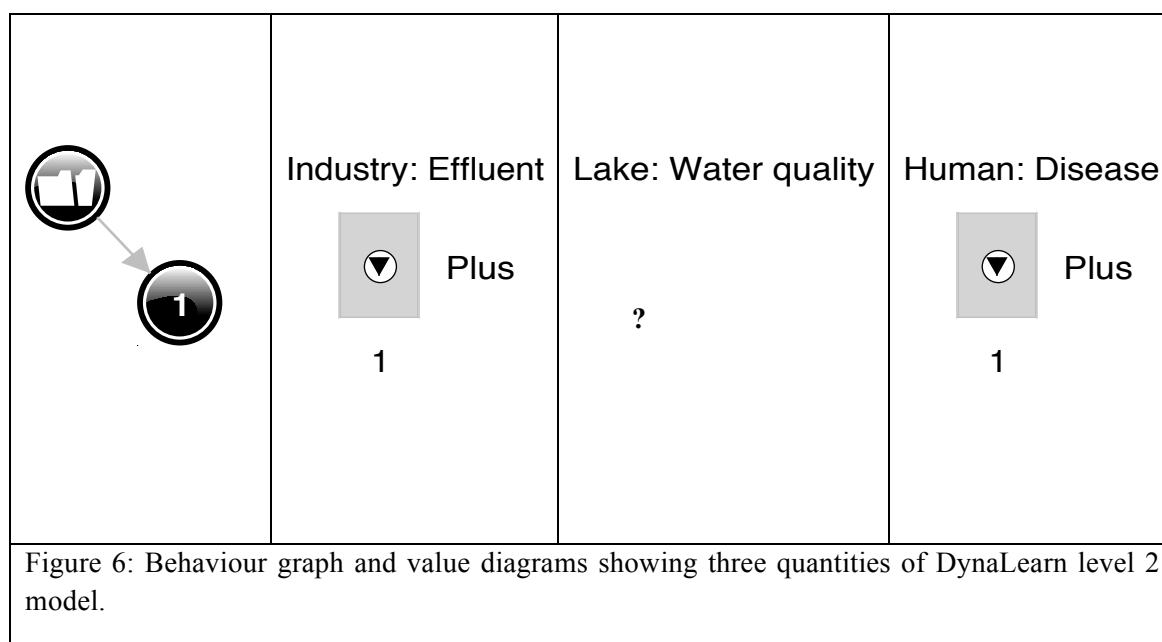 1
Industry: Effluent
Plus
1
Lake: Water quality
?
Human: Disease
Plus
1
Figure 6: Behaviour graph and value diagrams showing three quantities of DynaLearn level 2
model.